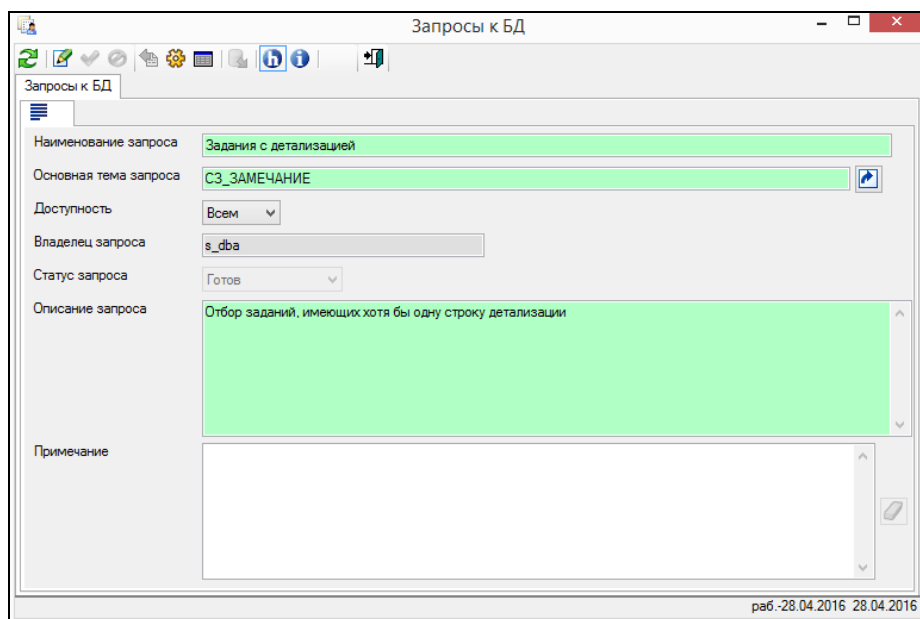 Запросы к БД
Запросы к БД
Наименование запроса Задания с детализацией
Основная тема запроса СЗ_ЗАМЕЧАНИЕ
Доступность Всем
Владелец запроса s_dba
Статус запроса Готов
Описание запроса Отбор заданий, имеющих хотя бы одну строку детализации
Примечание
раб.-28.04.2016 28.04.2016